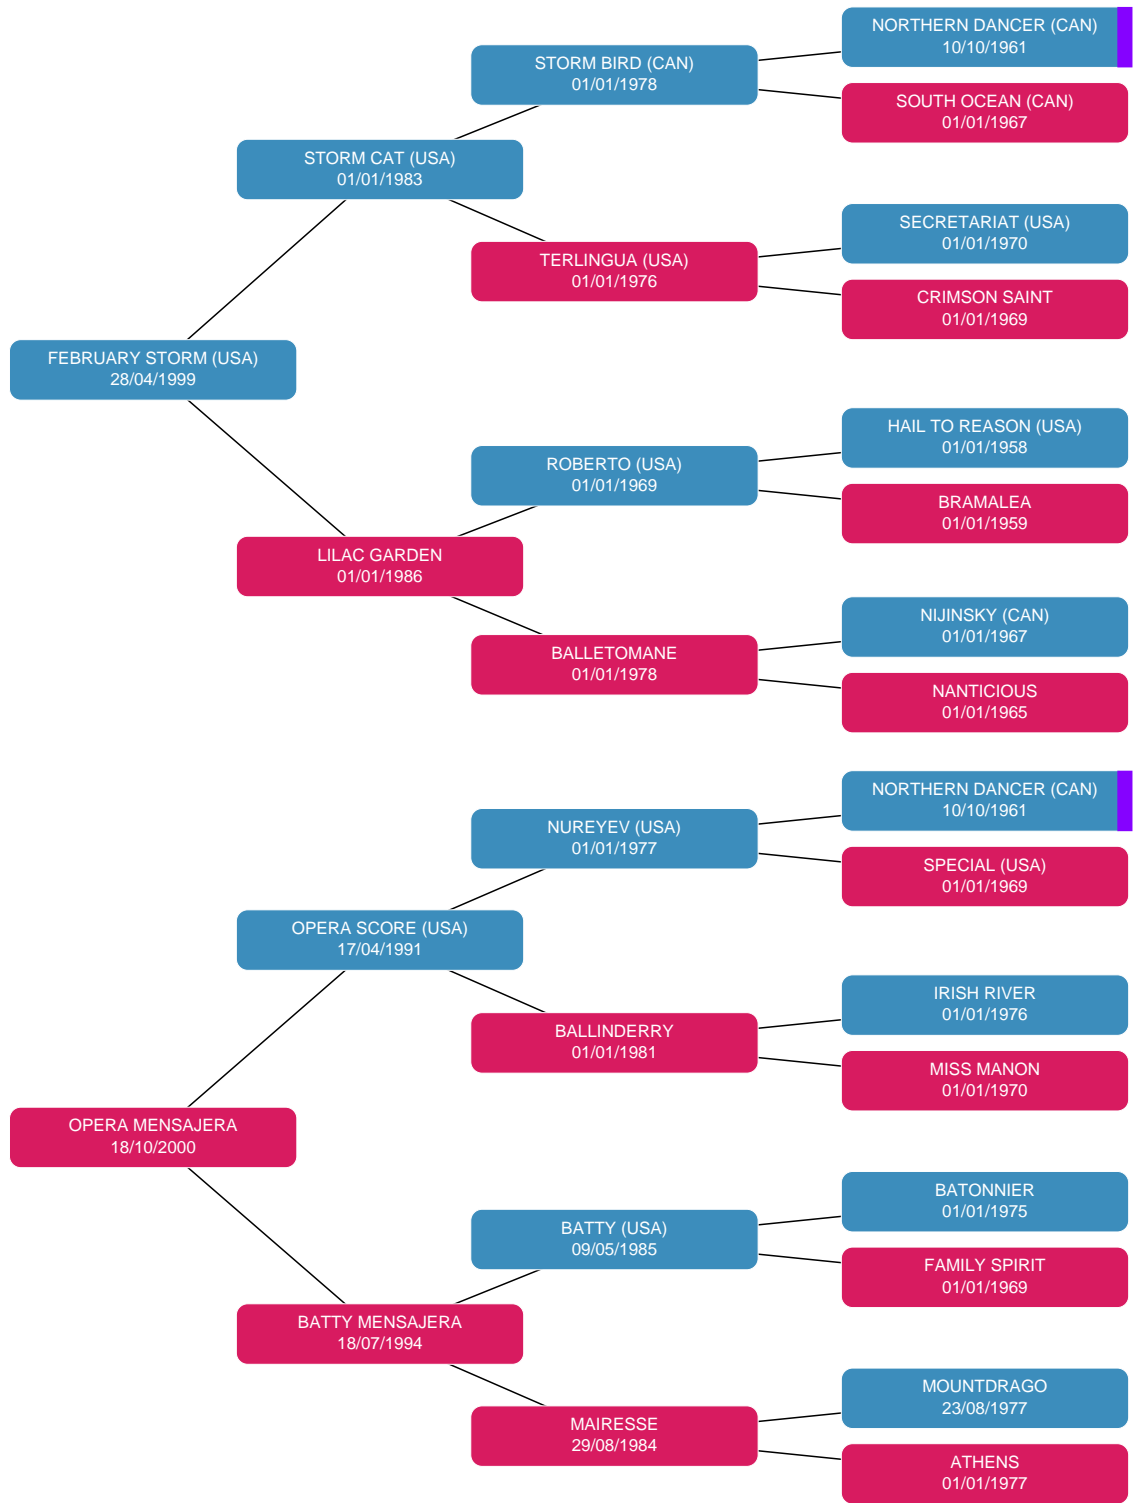 NORTHERN DANCER (CAN)
10/10/1961
STORM BIRD (CAN)
01/01/1978
SOUTH OCEAN (CAN)
01/01/1967
STORM CAT (USA)
01/01/1983
SECRETARIAT (USA)
01/01/1970
TERLINGUA (USA)
01/01/1976
CRIMSON SAINT
01/01/1969
FEBRUARY STORM (USA)
28/04/1999
HAIL TO REASON (USA)
01/01/1958
ROBERTO (USA)
01/01/1969
BRAMALEA
01/01/1959
LILAC GARDEN
01/01/1986
NIJINSKY (CAN)
01/01/1967
BALLETOMANE
01/01/1978
NANTICIOUS
01/01/1965
NORTHERN DANCER (CAN)
10/10/1961
NUREYEV (USA)
01/01/1977
SPECIAL (USA)
01/01/1969
OPERA SCORE (USA)
17/04/1991
IRISH RIVER
01/01/1976
BALLINDERRY
01/01/1981
MISS MANON
01/01/1970
OPERA MENSAJERA
18/10/2000
BATONNIER
01/01/1975
BATTY (USA)
09/05/1985
FAMILY SPIRIT
01/01/1969
BATTY MENSAJERA
18/07/1994
MOUNTDRAGO
23/08/1977
MAIRESSE
29/08/1984
ATHENS
01/01/1977